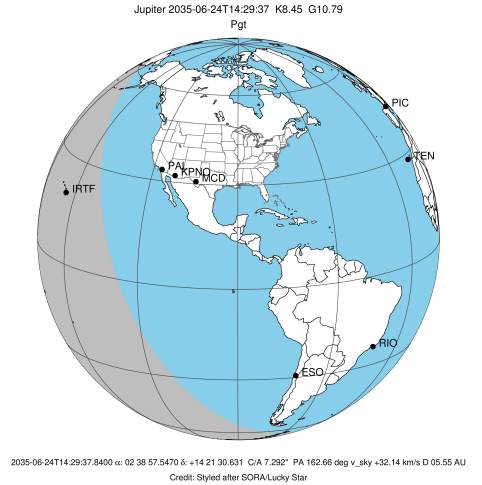 Jupiter 2035-06-24T14:29:37 K8.45 G10.79
Pgt
PIC
TEN
PAL
KPNO
MCD
IRTF
RIO
ESO
2035-06-24T14:29:37.8400 α: 02 38 57.5470 δ: +14 21 30.631 C/A 7.292" PA 162.66 deg v_sky +32.14 km/s D 05.55 AU
Credit: Styled after SORA/Lucky Star